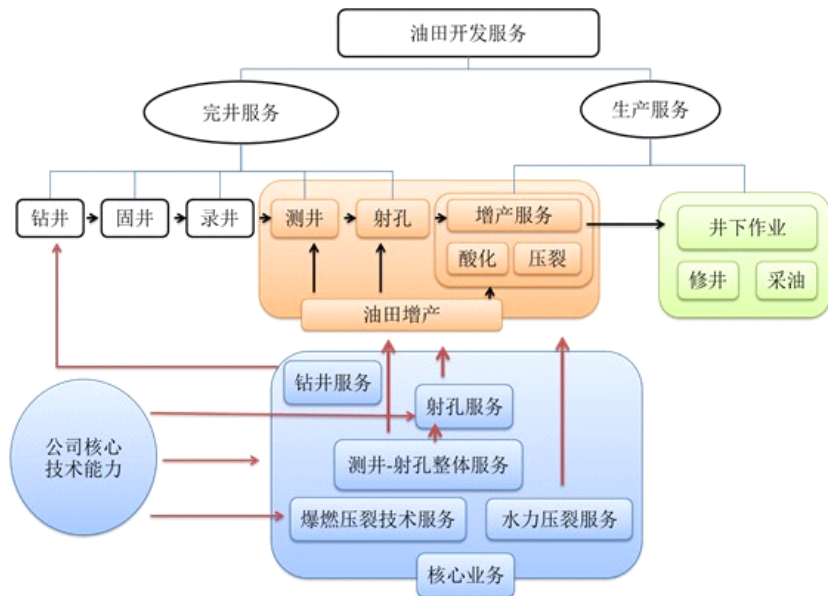 油田开发服务
完井服务
生产服务
钻井
固井
录井
测井
射孔
增产服务
酸化
压裂
井下作业
修井
采油
油田增产
钻井服务
射孔服务
公司核心
技术能力
测井-射孔整体服务
爆燃压裂技术服务
水力压裂服务
核心业务